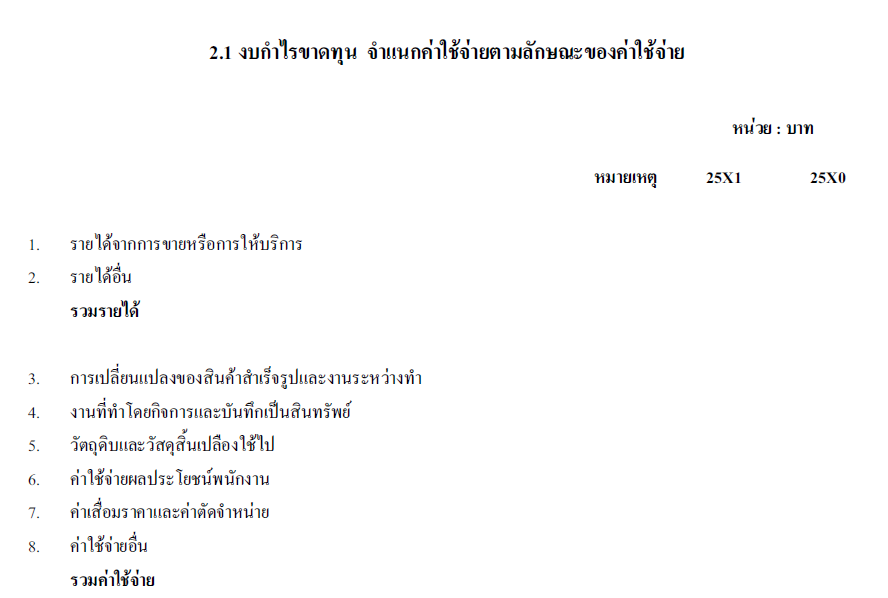 2.1 งบกำไรขาดทุน จำแนกค่าใช้จ่ายตามลักษณะของค่าใช้จ่าย
หน่วย : บาท
หมายเหตุ 25X1 25X0
1. รายได้จากการขายหรือการให้บริการ
2. รายได้อื่น
รวมรายได้
3. การเปลี่ยนแปลงของสินค้าสำเร็จรูปและงานระหว่างทำ
4. งานที่ทำโดยกิจการและบันทึกเป็นสินทรัพย์
5. วัตถุดิบและวัสดุสิ้นเปลืองใช้ไป
6. ค่าใช้จ่ายผลประโยชน์พนักงาน
7. ค่าเสื่อมราคาและค่าตัดจำหน่าย
8. ค่าใช้จ่ายอื่น
รวมค่าใช้จ่าย